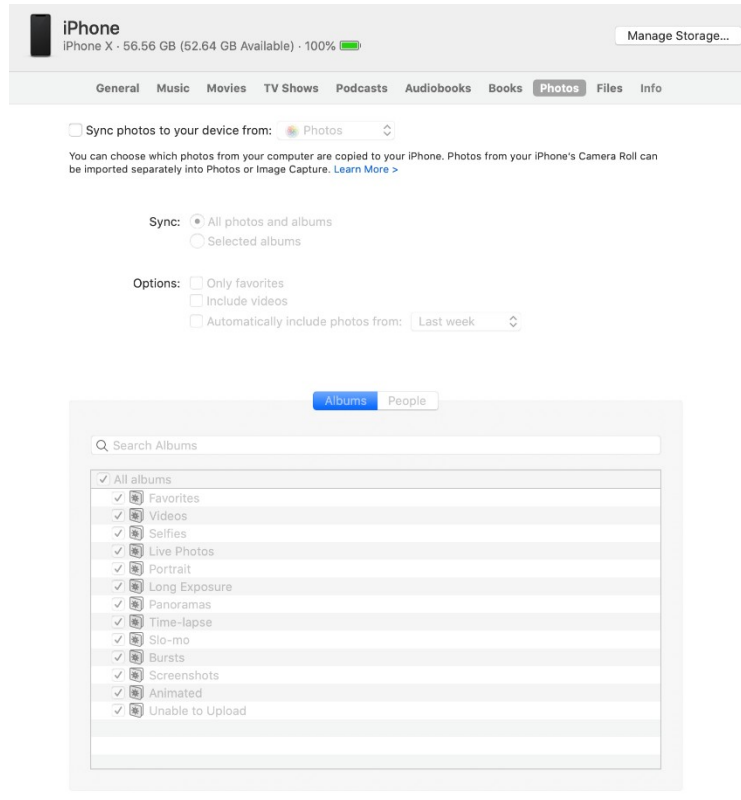 iPhone
iPhone X · 56.56 GB (52.64 GB Available) · 100%
Manage Storage...
General Music Movies TV Shows Podcasts Audiobooks Books Photos Files Info
Sync photos to your device from: Photos
You can choose which photos from your computer are copied to your iPhone. Photos from your iPhone's Camera Roll can
be imported separately into Photos or Image Capture. Learn More >
Sync: All photos and albums
Selected albums
Options: Only favorites
Include videos
Automatically include photos from: Last week
Albums People
Search Albums
All albums
Favorites
Videos
Selfies
Live Photos
Portrait
Long Exposure
Panoramas
Time-lapse
Slo-mo
Bursts
Screenshots
Animated
Unable to Upload